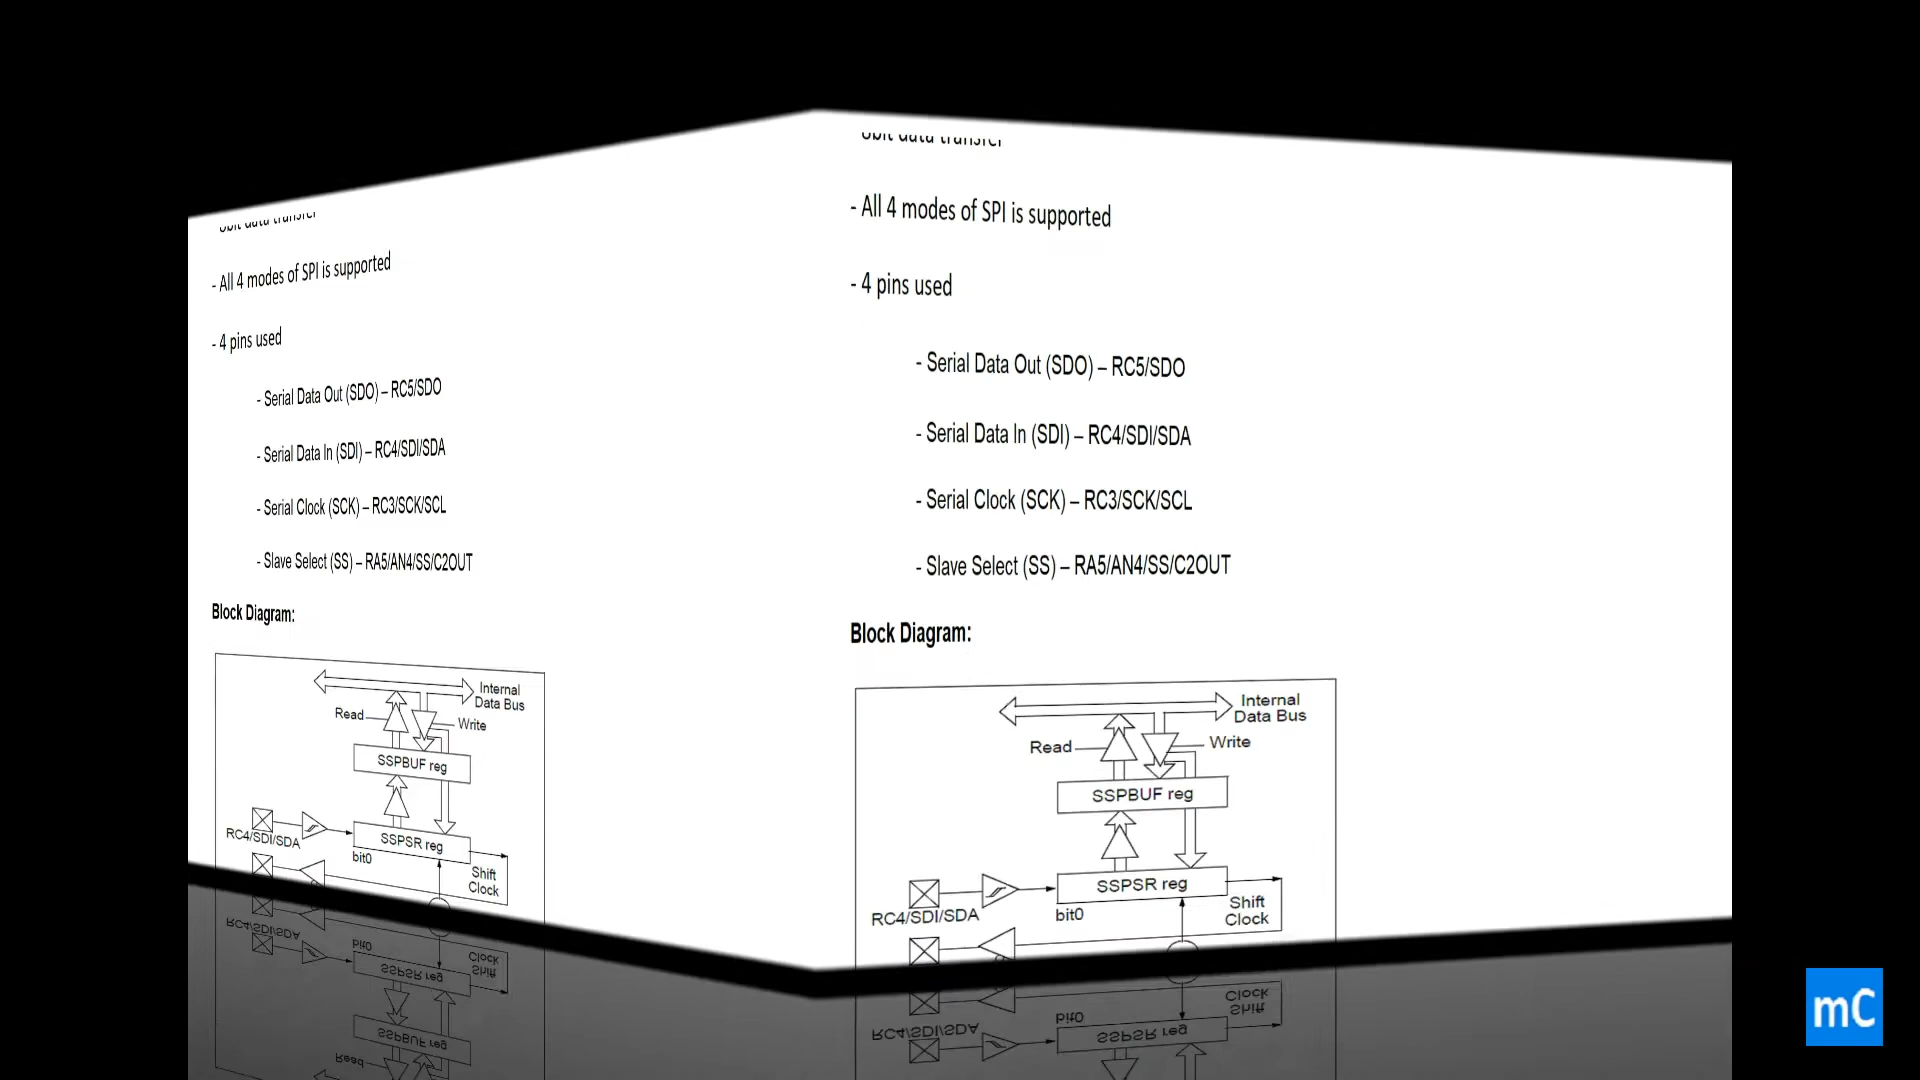 - All 4 modes of SPI is supported
- 4 pins used
- Serial Data Out (SDO) – RC5/SDO
- Serial Data In (SDI) – RC4/SDI/SDA
- Serial Clock (SCK) – RC3/SCK/SCL
- Slave Select (SS) – RA5/AN4/SS/C2OUT
Block Diagram:
Internal
Data Bus
Read
Write
SSPBUF reg
SSPSR reg
RC4/SDI/SDA
bit0
Shift
Clock
8bit data transfer
- All 4 modes of SPI is supported
- 4 pins used
- Serial Data Out (SDO) – RC5/SDO
- Serial Data In (SDI) – RC4/SDI/SDA
- Serial Clock (SCK) – RC3/SCK/SCL
- Slave Select (SS) – RA5/AN4/SS/C2OUT
Block Diagram:
Internal
Data Bus
Read
Write
SSPBUF reg
SSPSR reg
RC4/SDI/SDA
bit0
Shift
Clock
mC